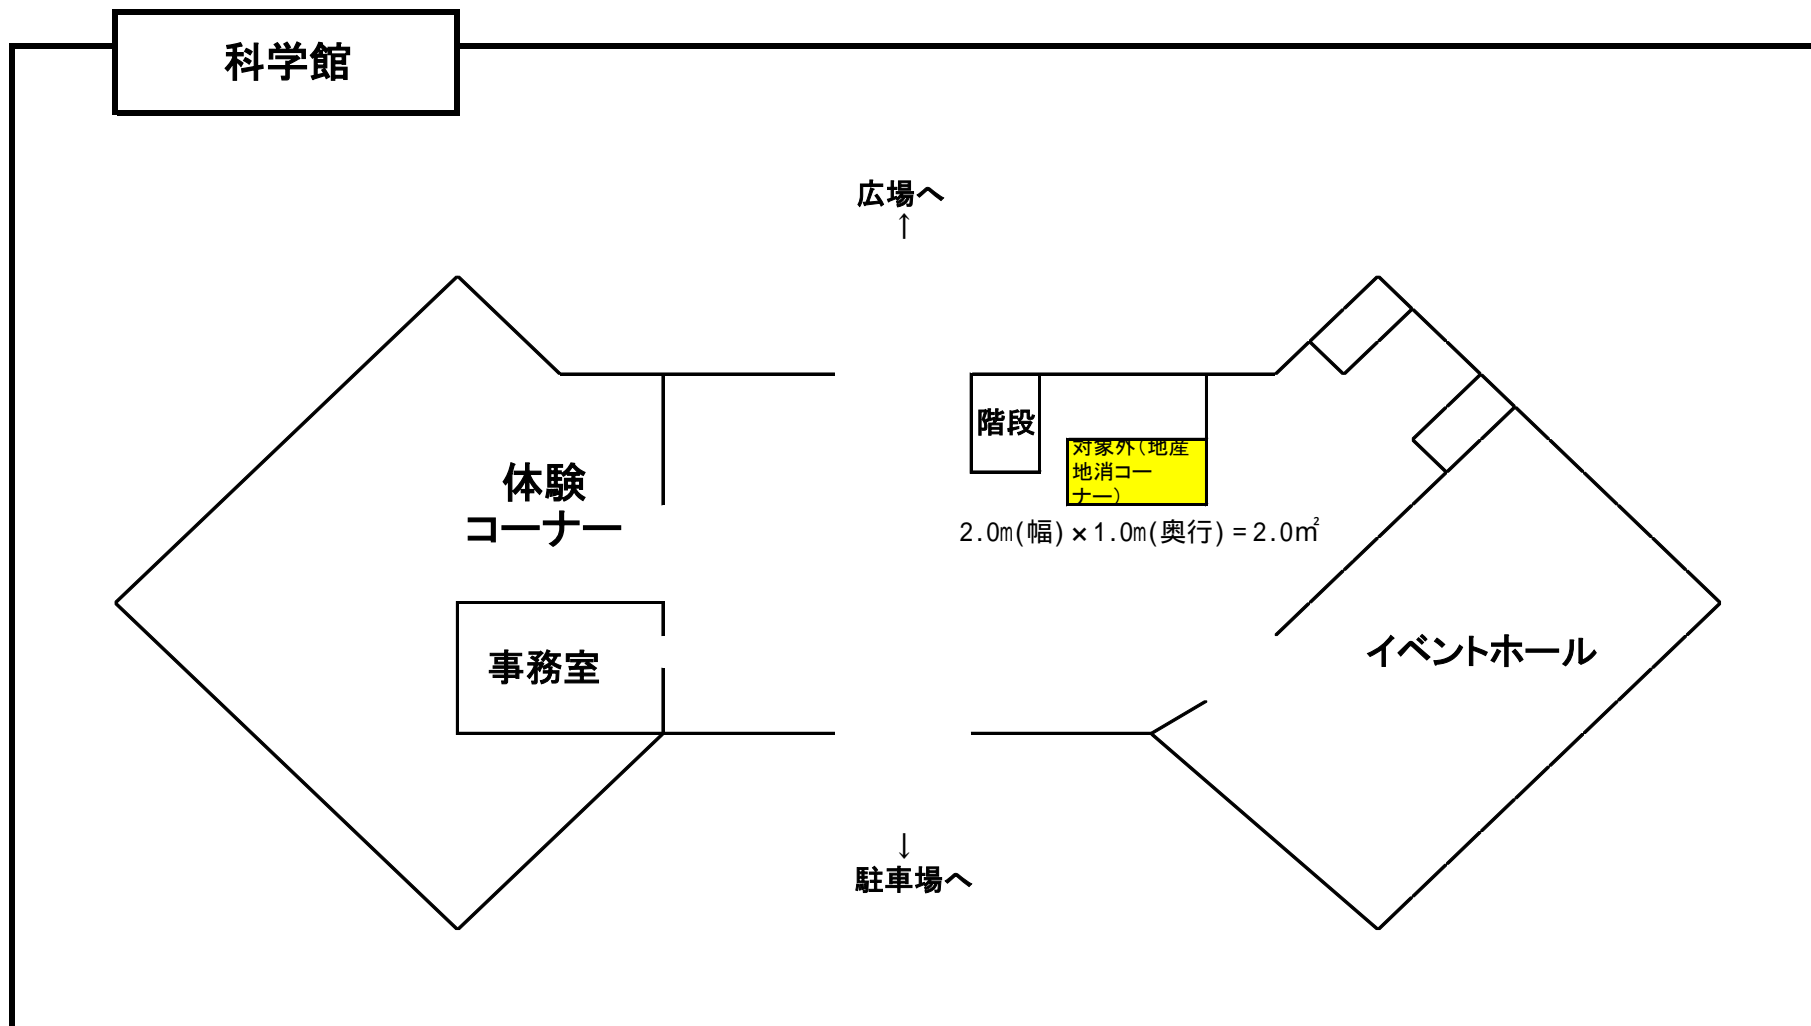 科学館
広場へ
↑
階段
対象外(地産
地消コー
ナー)
2.0m(幅)×1.0m(奥行)=2.0㎡
体験
コーナー
事務室
イベントホール
↓
駐車場へ